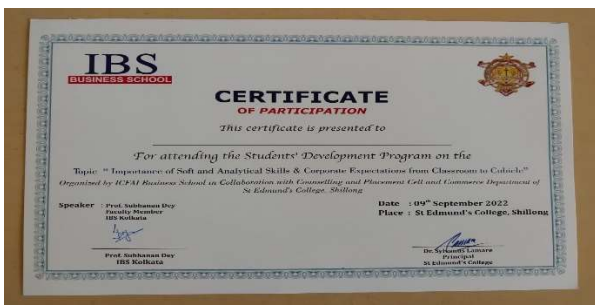 IBS
BUSINESS SCHOOL
CERTIFICATE
OF PARTICIPATION
This certificate is presented to
For attending the Students' Development Program on the
Topic "Importance of Soft and Analytical Skills & Corporate Expectations from Classroom to Cubicle"
Organized by ICFAI Business School in Collaboration with Counselling and Placement Cell and Commerce Department of
St Edmund's College, Shillong
Speaker : Prof. Subhanan Dey
Faculty Member
IBS Kolkata
Date : 09th September 2022
Place : St Edmund's College, Shillong
Prof. Subhanan Dey
IBS Kolkata
Dr. Sylvanus Lamare
Principal
St Edmund's College